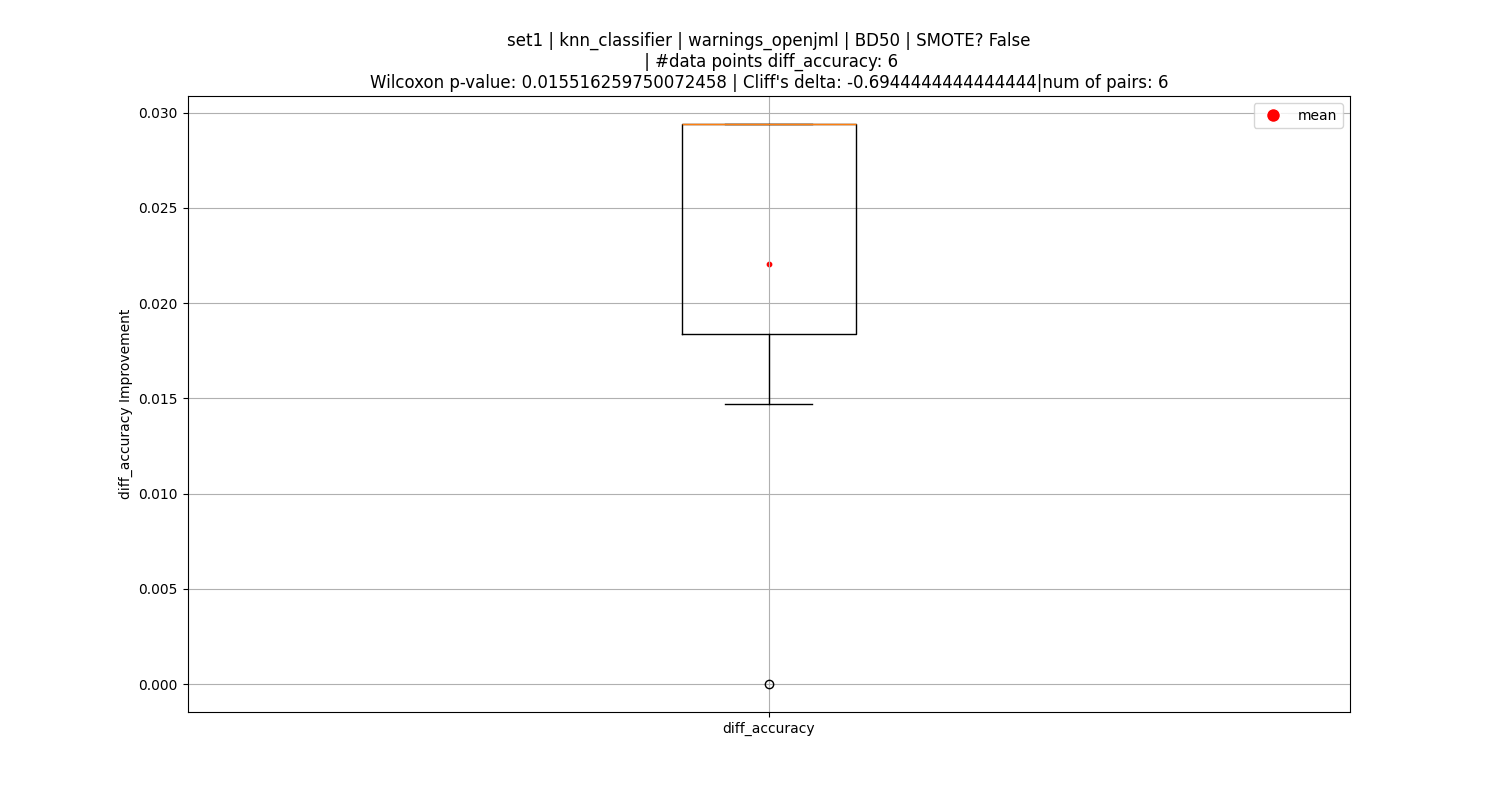 set1 | knn_classifier | warnings_openjml | BD50 | SMOTE? False
| #data points diff_accuracy: 6
Wilcoxon p-value: 0.015516259750072458 | Cliff's delta: -0.6944444444444444|num of pairs: 6
mean
0.030
0.025
0.020
0.015
0.010
0.005
0.000
diff_accuracy Improvement
diff_accuracy